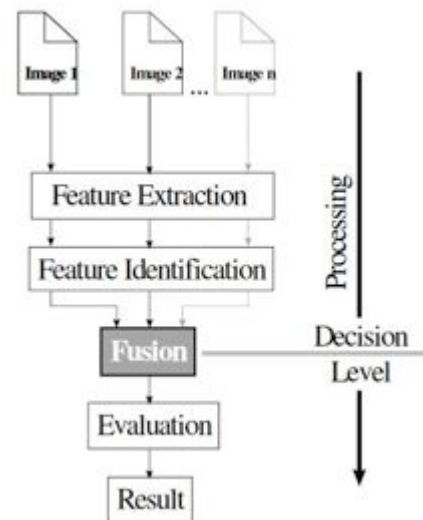 Image 1
Image 2
...
Image n
Feature Extraction
Feature Identification
Processing
Fusion
Decision
Level
Evaluation
Result